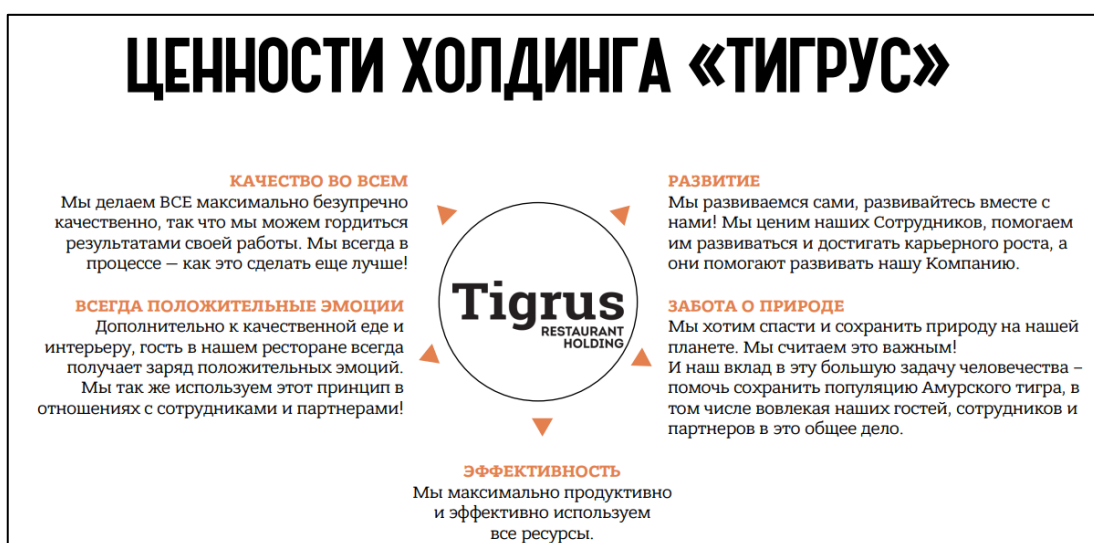 ЦЕННОСТИ ХОЛДИНГА «ТИГРУС»
КАЧЕСТВО ВО ВСЕМ
Мы делаем ВСЕ максимально безупречно
качественно, так что мы можем гордиться
результатами своей работы. Мы всегда в
процессе – как это сделать еще лучше!
ВСЕГДА ПОЛОЖИТЕЛЬНЫЕ ЭМОЦИИ
Дополнительно к качественной еде и
интерьеру, гость в нашем ресторане всегда
получает заряд положительных эмоций.
Мы так же используем этот принцип в
отношениях с сотрудниками и партнерами!
Tigrus
RESTAURANT
HOLDING
РАЗВИТИЕ
Мы развиваемся сами, развивайтесь вместе с
нами! Мы ценим наших Сотрудников, помогаем
им развиваться и достигать карьерного роста, а
они помогают развивать нашу Компанию.
ЗАБОТА О ПРИРОДЕ
Мы хотим спасти и сохранить природу на нашей
планете. Мы считаем это важным!
И наш вклад в эту большую задачу человечества –
помочь сохранить популяцию Амурского тигра, в
том числе вовлекая наших гостей, сотрудников и
партнеров в это общее дело.
ЭФФЕКТИВНОСТЬ
Мы максимально продуктивно
и эффективно используем
все ресурсы.